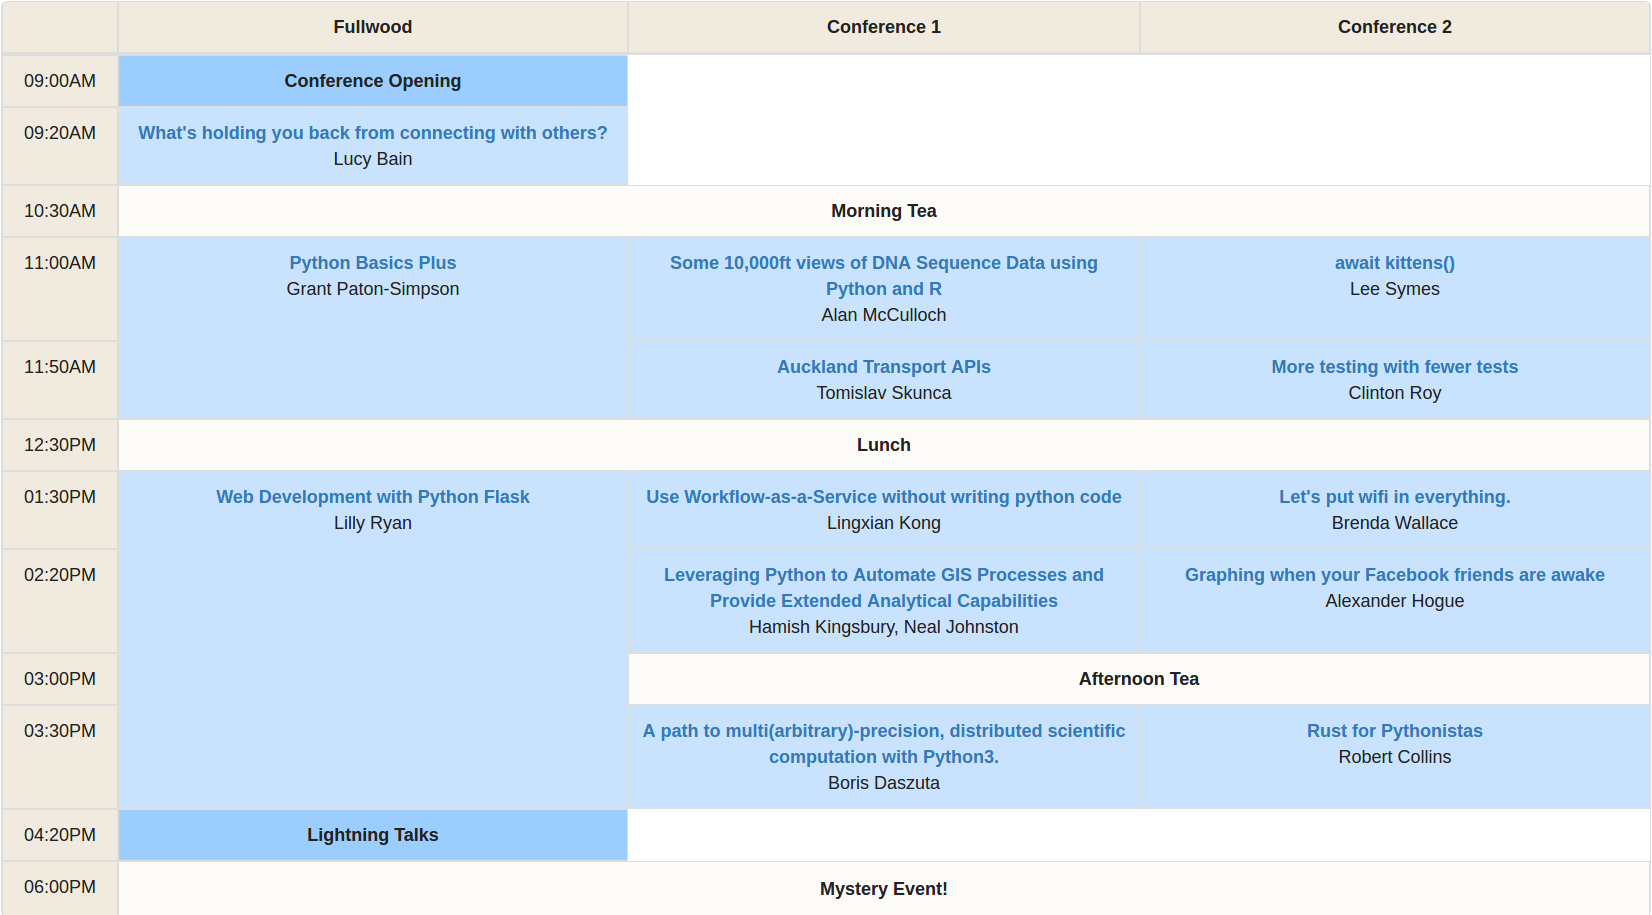 Fullwood Conference 1 Conference 2
09:00AM Conference Opening
09:20AM What's holding you back from connecting with others?
Lucy Bain
10:30AM Morning Tea
11:00AM Python Basics Plus
Grant Paton-Simpson
Some 10,000ft views of DNA Sequence Data using
Python and R
Alan McCulloch
await kittens()
Lee Symes
11:50AM Auckland Transport APIs
Tomislav Skunca
More testing with fewer tests
Clinton Roy
12:30PM Lunch
01:30PM Web Development with Python Flask
Lilly Ryan
Use Workflow-as-a-Service without writing python code
Lingxian Kong
Let's put wifi in everything.
Brenda Wallace
02:20PM Leveraging Python to Automate GIS Processes and
Provide Extended Analytical Capabilities
Hamish Kingsbury, Neal Johnston
Graphing when your Facebook friends are awake
Alexander Hogue
03:00PM Afternoon Tea
03:30PM A path to multi(arbitrary)-precision, distributed scientific
computation with Python3.
Boris Daszuta
Rust for Pythonistas
Robert Collins
04:20PM Lightning Talks
06:00PM Mystery Event!